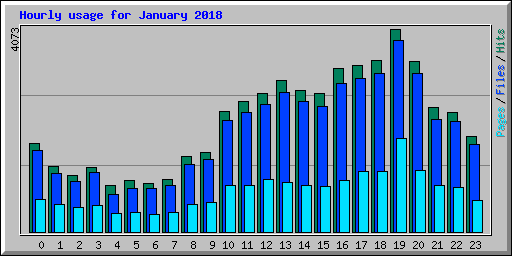 Hourly usage for January 2018
4073
Pages/Files/Hits
0 1 2 3 4 5 6 7 8 9 10 11 12 13 14 15 16 17 18 19 20 21 22 23